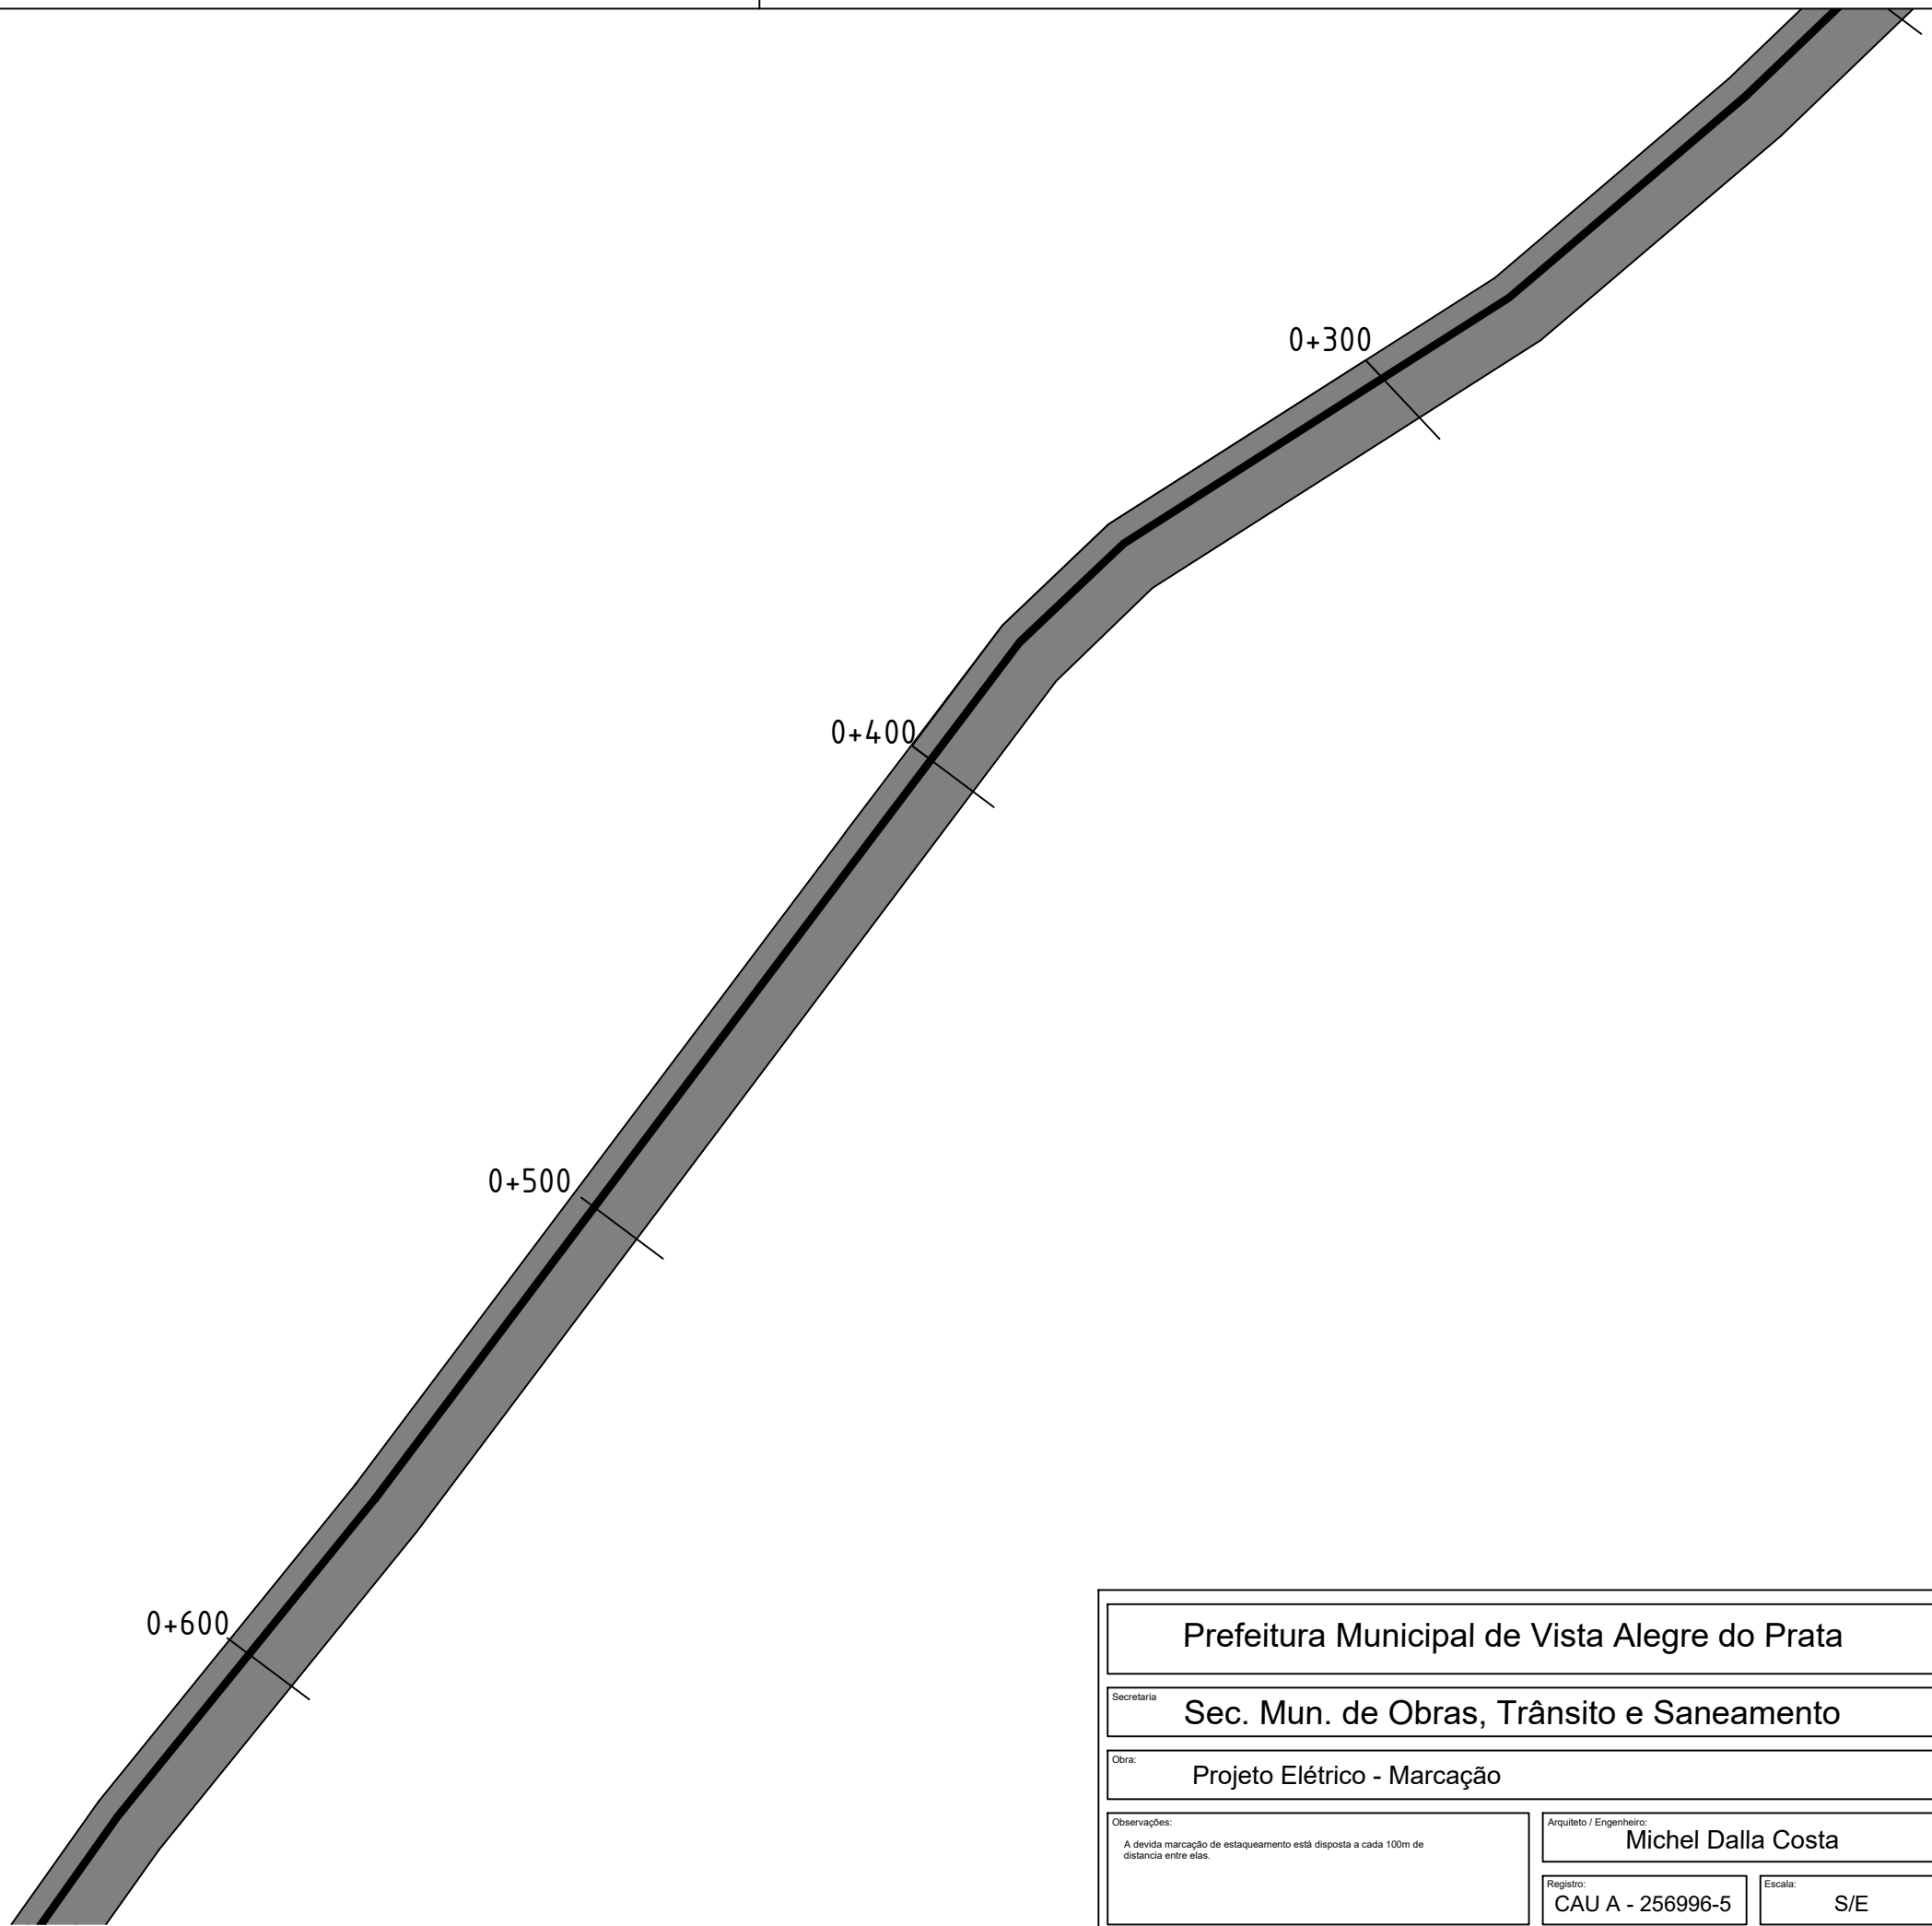 0+300
0+400
0+500
0+600
Prefeitura Municipal de Vista Alegre do Prata
Secretaria
Sec. Mun. de Obras, Trânsito e Saneamento
Obra:
Projeto Elétrico - Marcação
Observações:
A devida marcação de estaqueamento está disposta a cada 100m de
distancia entre elas.
Arquiteto / Engenheiro:
Michel Dalla Costa
Registro:
CAU A - 256996-5
Escala:
S/E